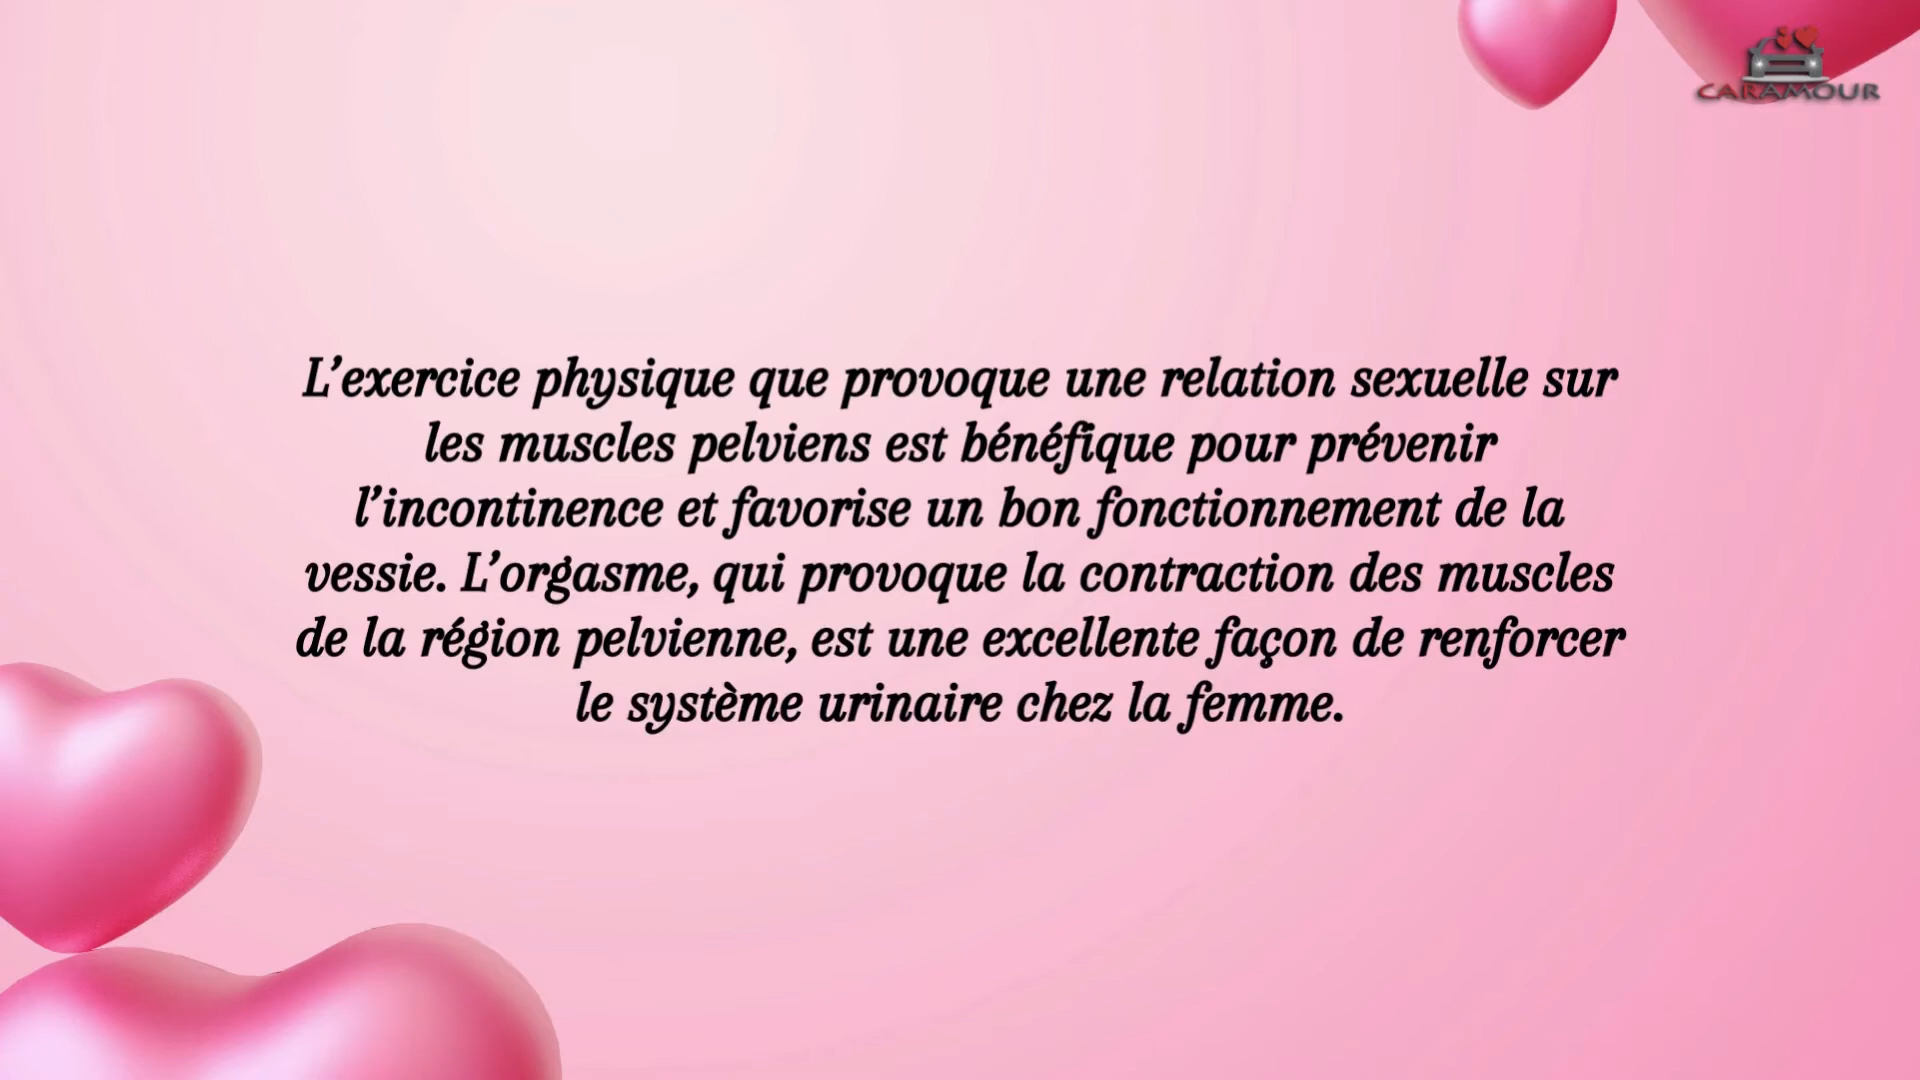 CARAMOUR
L’exercice physique que provoque une relation sexuelle sur
les muscles pelviens est bénéfique pour prévenir
l’incontinence et favorise un bon fonctionnement de la
vessie. L’orgasme, qui provoque la contraction des muscles
de la région pelvienne, est une excellente façon de renforcer
le système urinaire chez la femme.